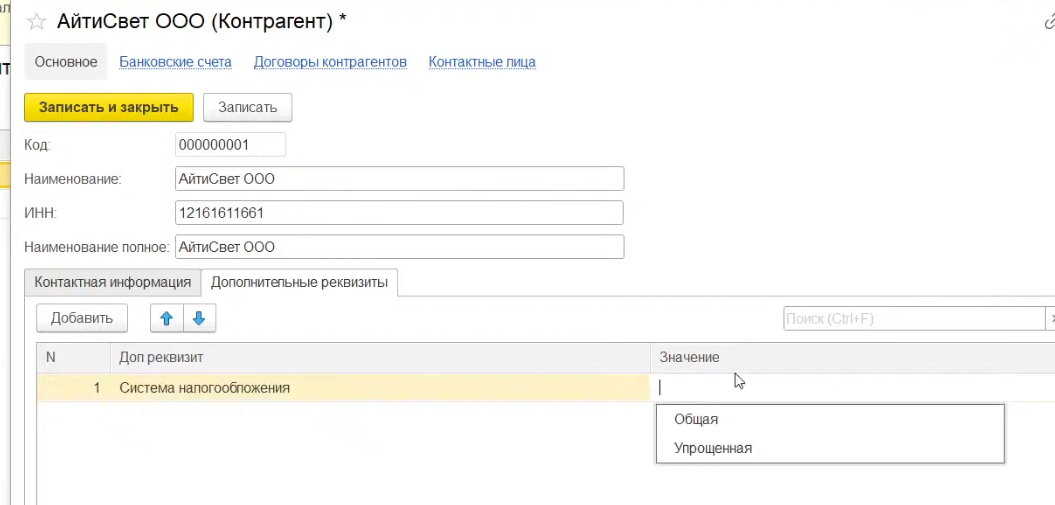 АйтиСвет ООО (Контрагент) *
Основное Банковские счета Договоры контрагентов Контактные лица
Записать и закрыть Записать
Код: 000000001
Наименование: АйтиСвет ООО
ИНН: 12161611661
Наименование полное: АйтиСвет ООО
Контактная информация Дополнительные реквизиты
Добавить Поиск (Ctrl+F)
N Доп реквизит Значение
1 Система налогообложения
Общая
Упрощенная